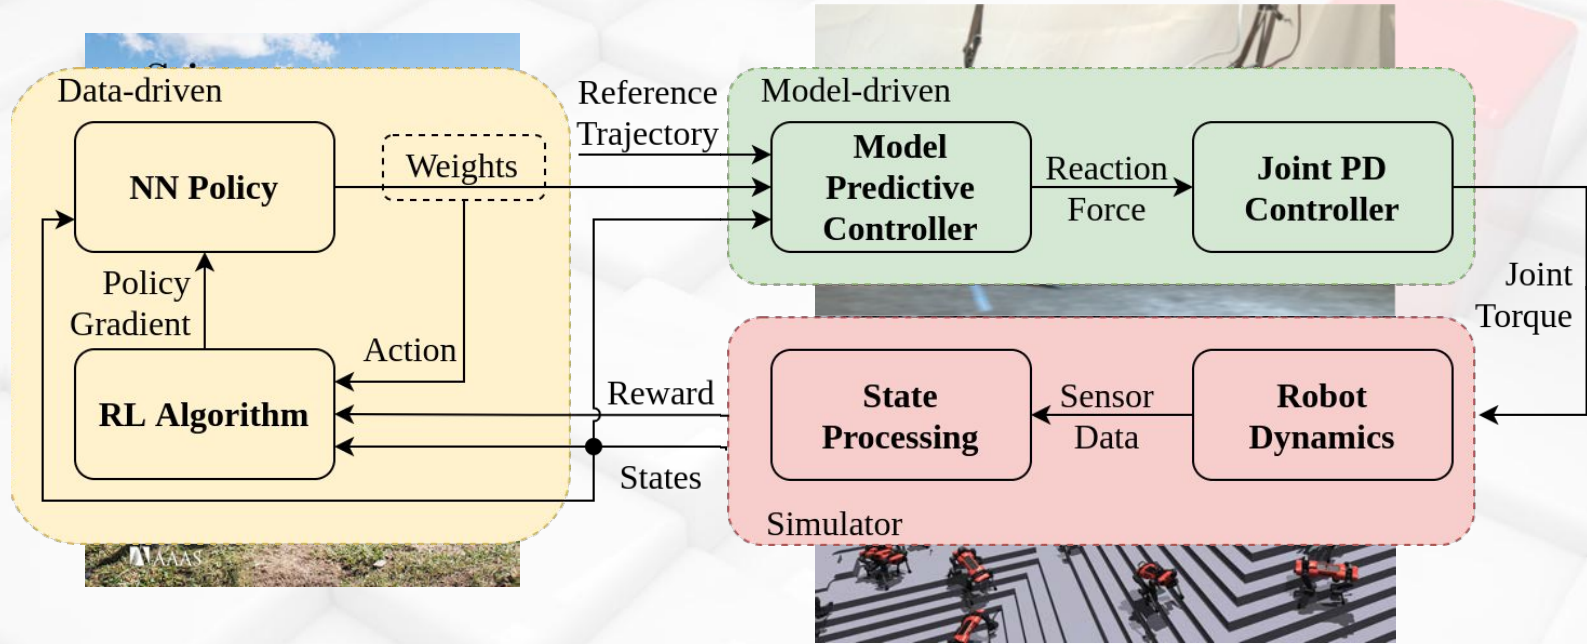 Data-driven
NN Policy
Weights
Policy
Gradient
Action
RL Algorithm
AAAS
Reference
Trajectory
Model-driven
Model
Predictive
Controller
Reaction
Force
Joint PD
Controller
Joint
Torque
Reward
States
State
Processing
Sensor
Data
Robot
Dynamics
Simulator